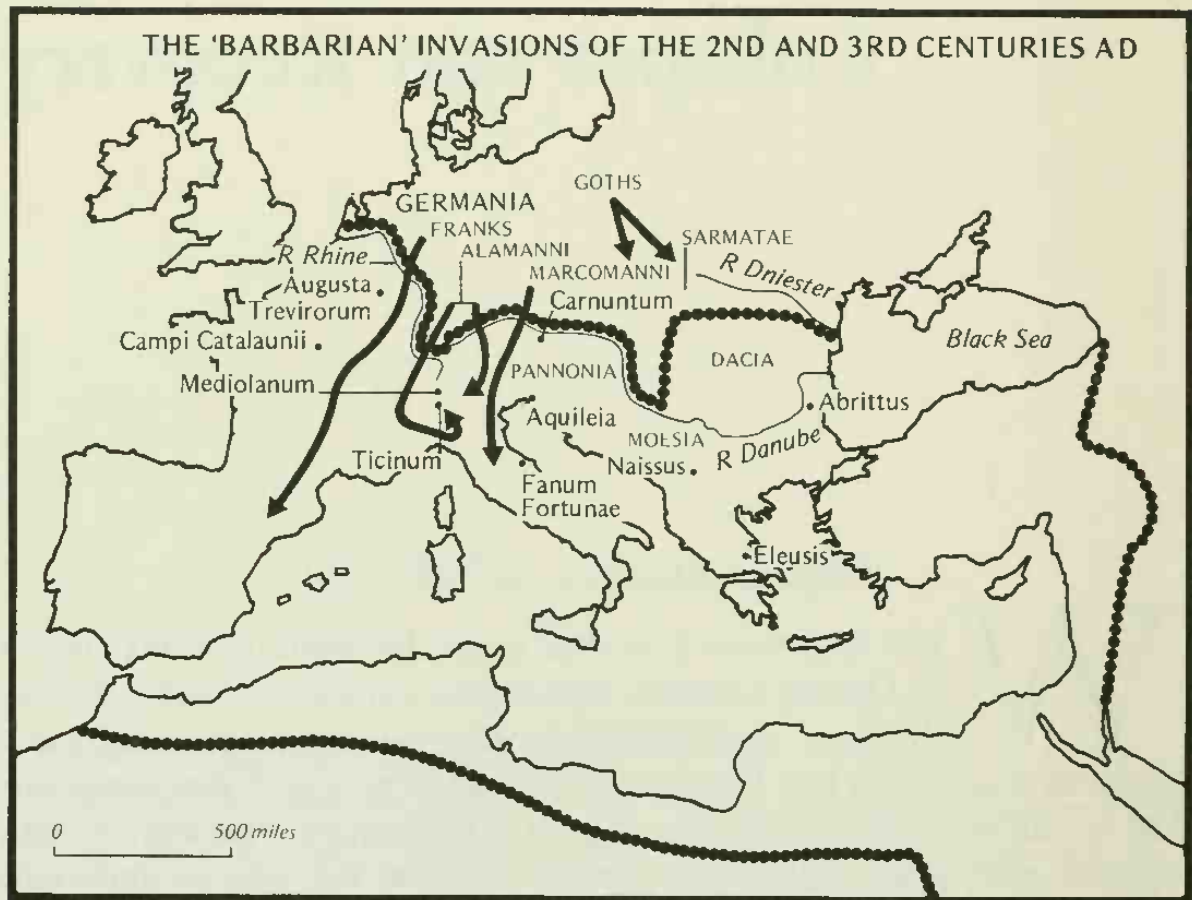 THE 'BARBARIAN' INVASIONS OF THE 2ND AND 3RD CENTURIES AD
GOTHS
GERMANIA
FRANKS
ALAMANNI
SARMATAE
MARCOMANNI
R Rhine
R Dniester
Augusta
Trevirorum
Carnuntum
Campi Catalaunii
Black Sea
DACIA
PANNONIA
Mediolanum
Abrittus
Aquileia
MOESIA
R Danube
Ticinum
Naissus
Fanum
Fortunae
Eleusis
0 500 miles